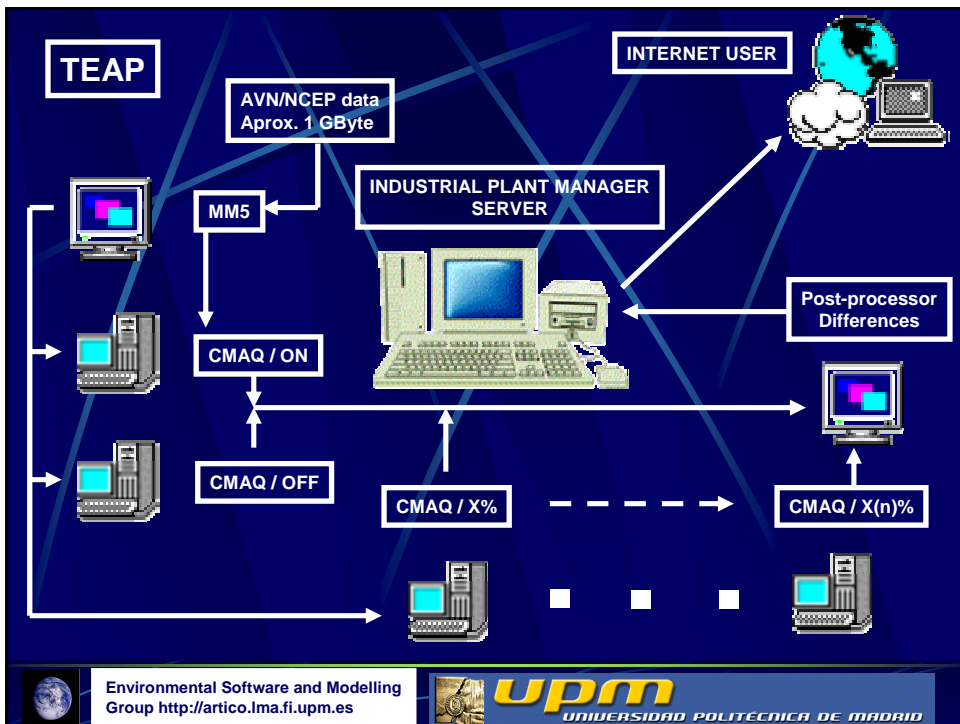 TEAP
INTERNET USER
AVN/NCEP data
Aprox. 1 GByte
INDUSTRIAL PLANT MANAGER
SERVER
MM5
Post-processor
Differences
CMAQ / ON
CMAQ / OFF
CMAQ / X%
CMAQ / X(n)%
Environmental Software and Modelling
Group http://artico.lma.fi.upm.es
upm
UNIVERSIDAD POLITÉCNICA DE MADRID